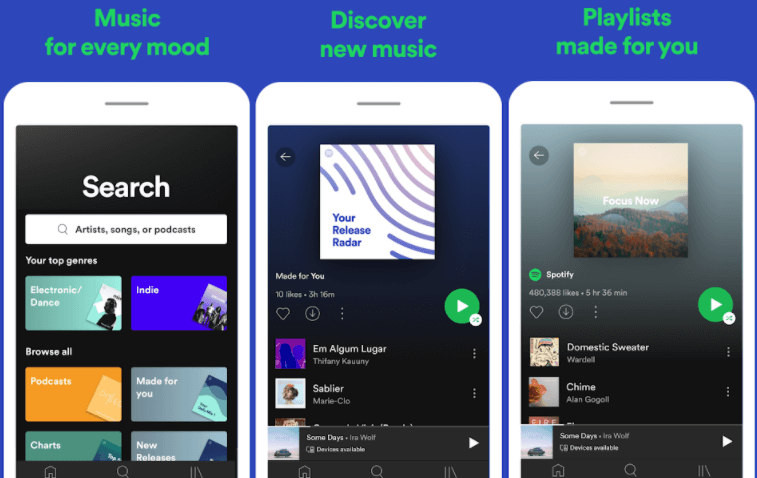 Music
for every mood
Search
Artists, songs, or podcasts
Your top genres
Electronic/
Dance
Indie
Browse all
Podcasts
Made for
you
Charts
New
Releases
Discover
new music
Your
Release
Radar
Made for You
10 likes • 3h 16m
Em Algum Lugar
Thifany Kauany
Sablier
Marie-Clo
Some Days • Ira Wolf
Devices available
Playlists
made for you
Focus Now
Spotify
480,388 likes • 5 hr 36 min
Domestic Sweater
Wardell
Chime
Alan Gogoll
Some Days • Ira Wolf
Devices available